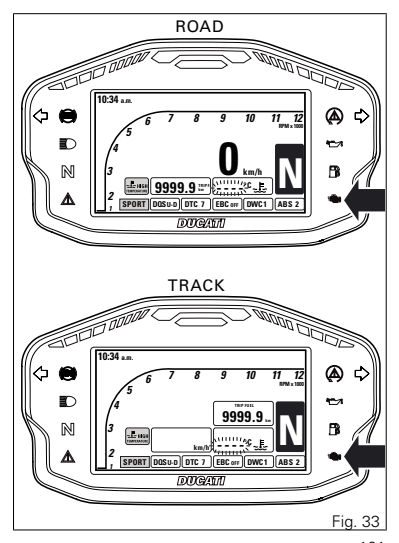 ROAD
10:34 a.m.
1 2 3 4 5 6 7 8 9 10 11 12
RPM x 1000
0 km/h
N
HIGH
TEMPERATURE
9999.9 TRIP 1 km
°C
SPORT DQS U-D DTC 7 EBC OFF DWC 1 ABS 2
DUCATI
N
TRACK
10:34 a.m.
1 2 3 4 5 6 7 8 9 10 11 12
RPM x 1000
TRIP FUEL
9999.9 km
N
HIGH
TEMPERATURE
km/h
°C
SPORT DQS U-D DTC 7 EBC OFF DWC 1 ABS 2
DUCATI
N
Fig. 33